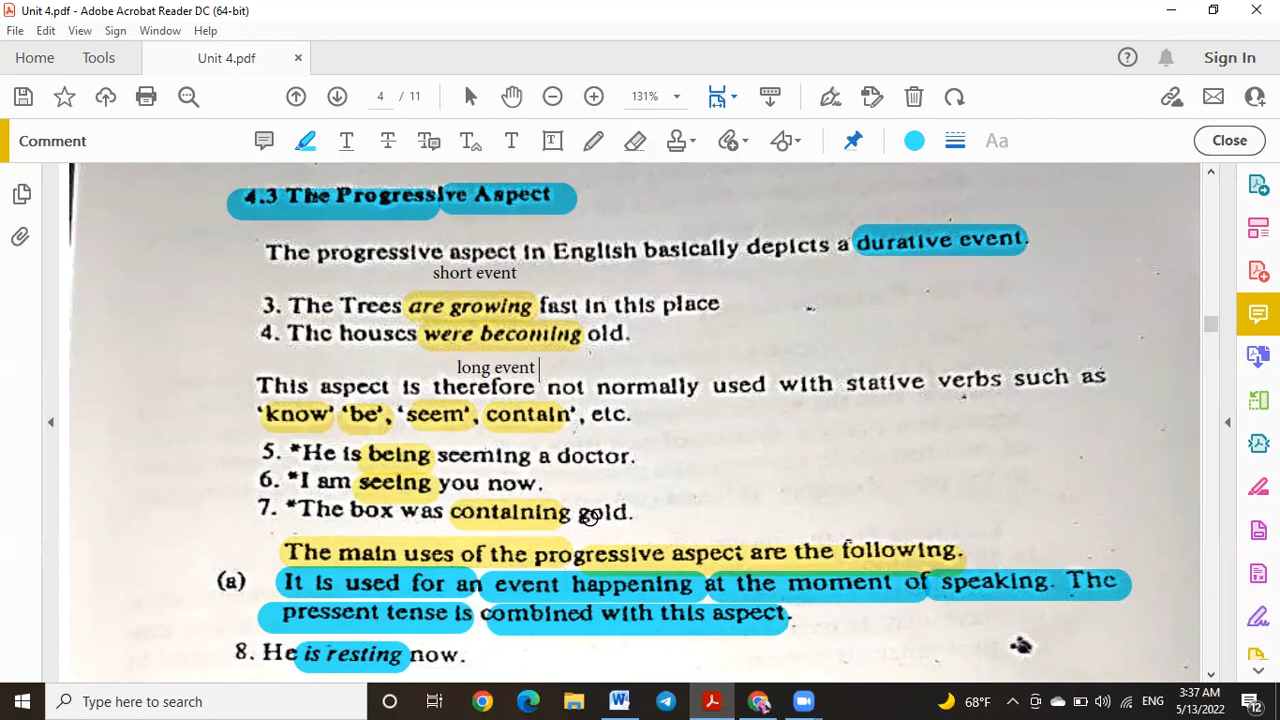 Unit 4.pdf - Adobe Acrobat Reader DC (64-bit)
File Edit View Sign Window Help
Home Tools Unit 4.pdf × Sign In
4 / 11 131%
Comment Close
4.3 The Progressive Aspect
The progressive aspect in English basically depicts a durative event.
short event
3. The Trees are growing fast in this place
4. The houses were becoming old.
long event
This aspect is therefore not normally used with stative verbs such as
‘know’ ‘be’, ‘seem’, contain’, etc.
5. *He is being seeming a doctor.
6. *I am seeing you now.
7. *The box was containing gold.
The main uses of the progressive aspect are the following.
(a) It is used for an event happening at the moment of speaking. The
pressent tense is combined with this aspect.
8. He is resting now.
Type here to search 68°F ENG 3:37 AM
5/13/2022 12